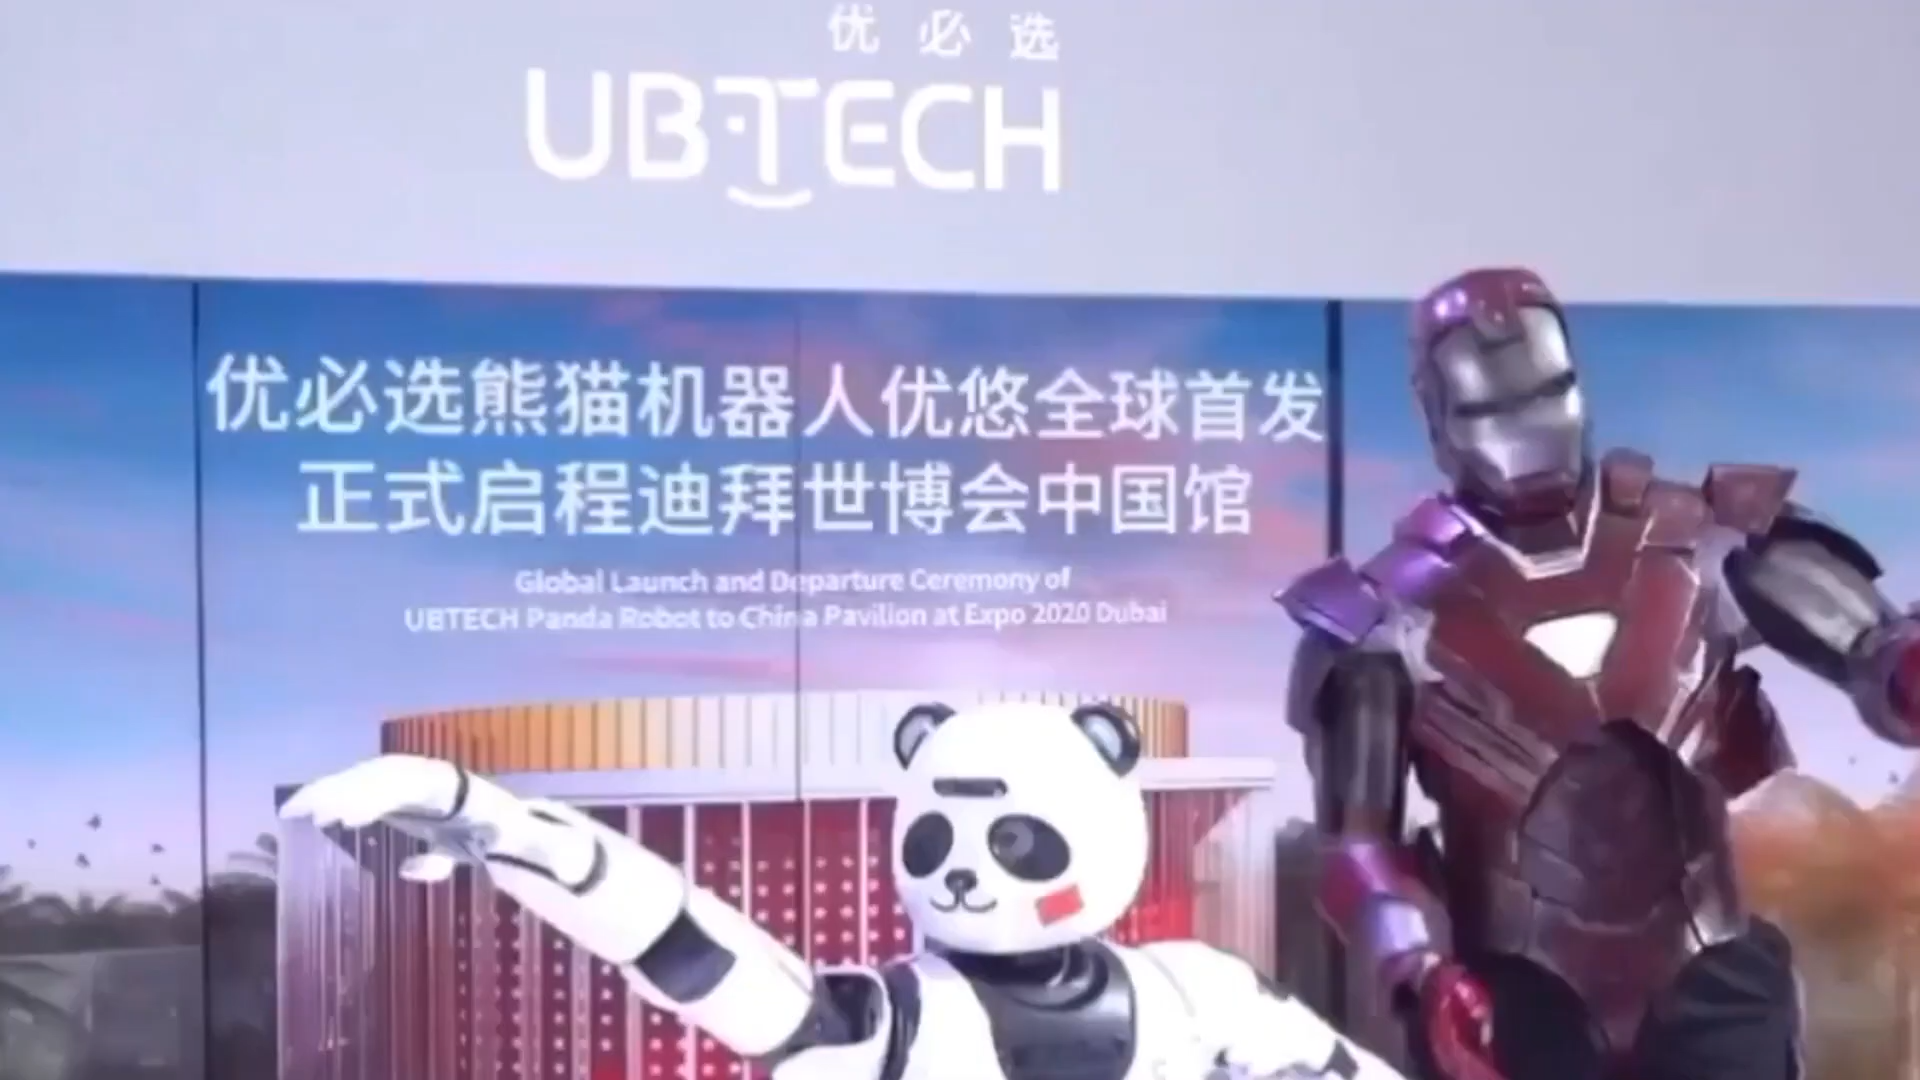 优必选
UBTECH
优必选熊猫机器人优悠全球首发
正式启程迪拜世博会中国馆
Global Launch and Departure Ceremony of
UBTECH Panda Robot to China Pavilion at Expo 2020 Dubai